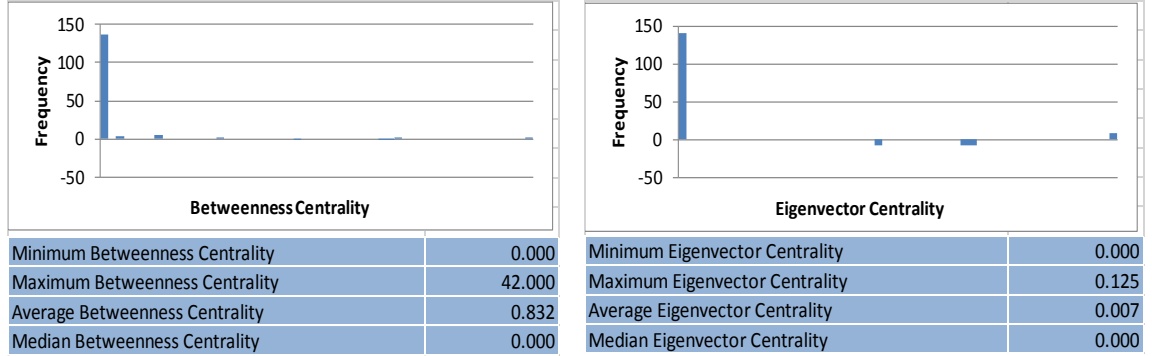 150
100
50
0
-50
Frequency
Betweenness Centrality
Minimum Betweenness Centrality 0.000
Maximum Betweenness Centrality 42.000
Average Betweenness Centrality 0.832
Median Betweenness Centrality 0.000
150
100
50
0
-50
Frequency
Eigenvector Centrality
Minimum Eigenvector Centrality 0.000
Maximum Eigenvector Centrality 0.125
Average Eigenvector Centrality 0.007
Median Eigenvector Centrality 0.000